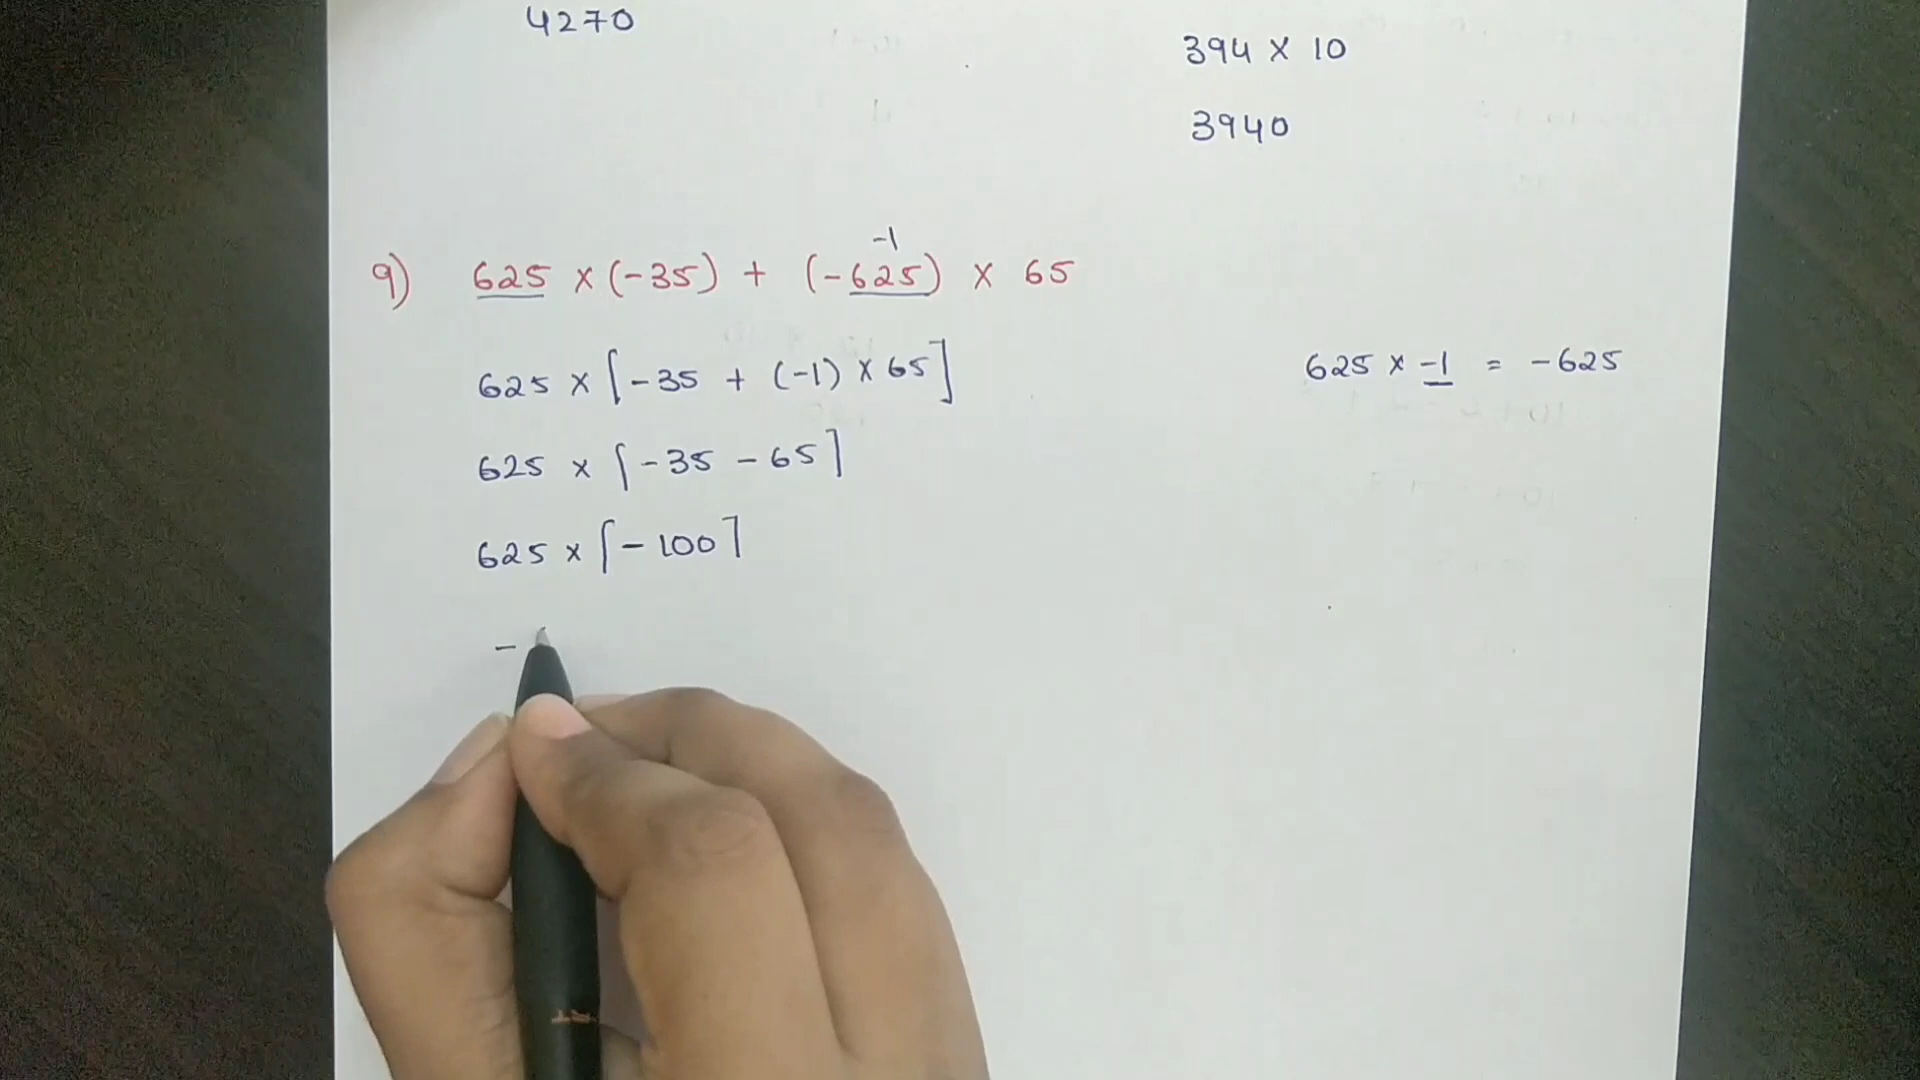 4270
394 × 10
3940
-1
9) 625 × (-35) + (-625) × 65
625 × [-35 + (-1) × 65]
625 × -1 = -625
625 × [-35 - 65]
625 × [-100]
-